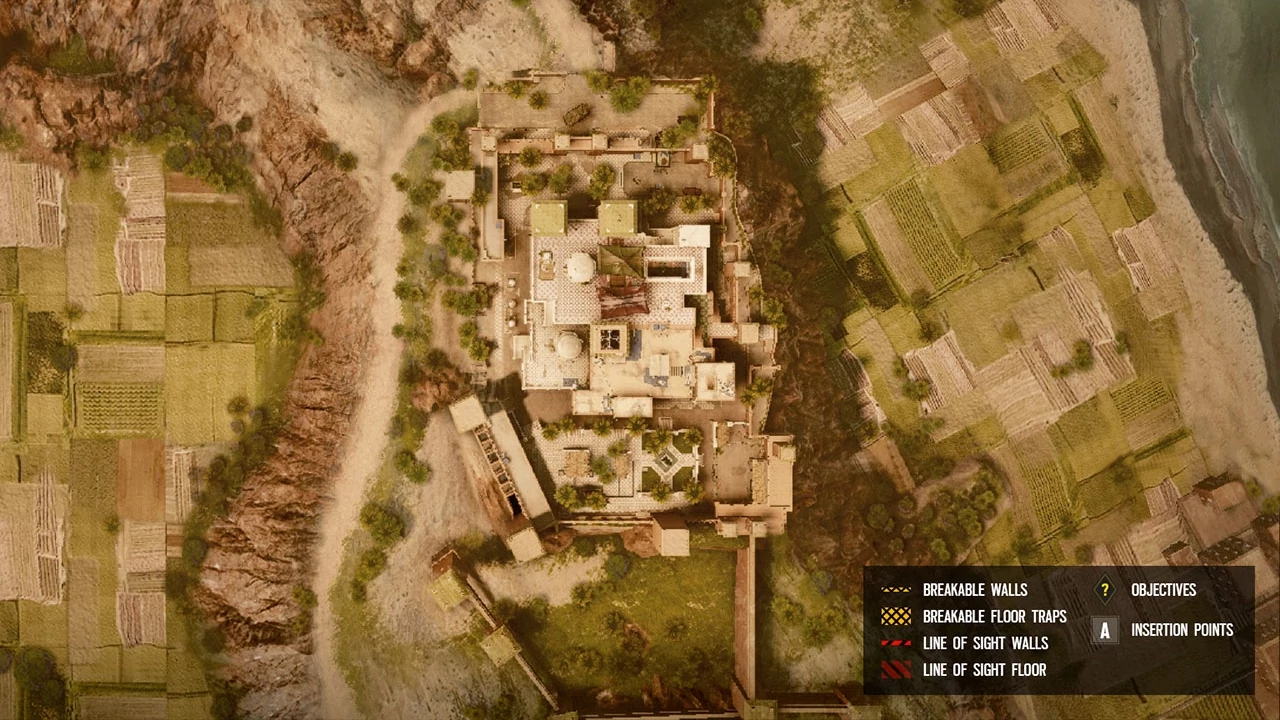 BREAKABLE WALLS
BREAKABLE FLOOR TRAPS
LINE OF SIGHT WALLS
LINE OF SIGHT FLOOR
? OBJECTIVES
A INSERTION POINTS